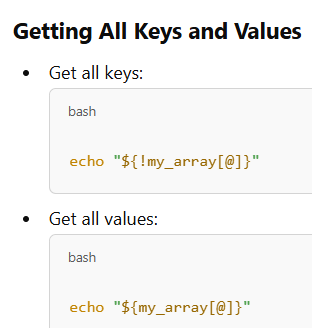 Getting All Keys and Values
• Get all keys:
bash
echo "${!my_array[@]}"
• Get all values:
bash
echo "${my_array[@]}"